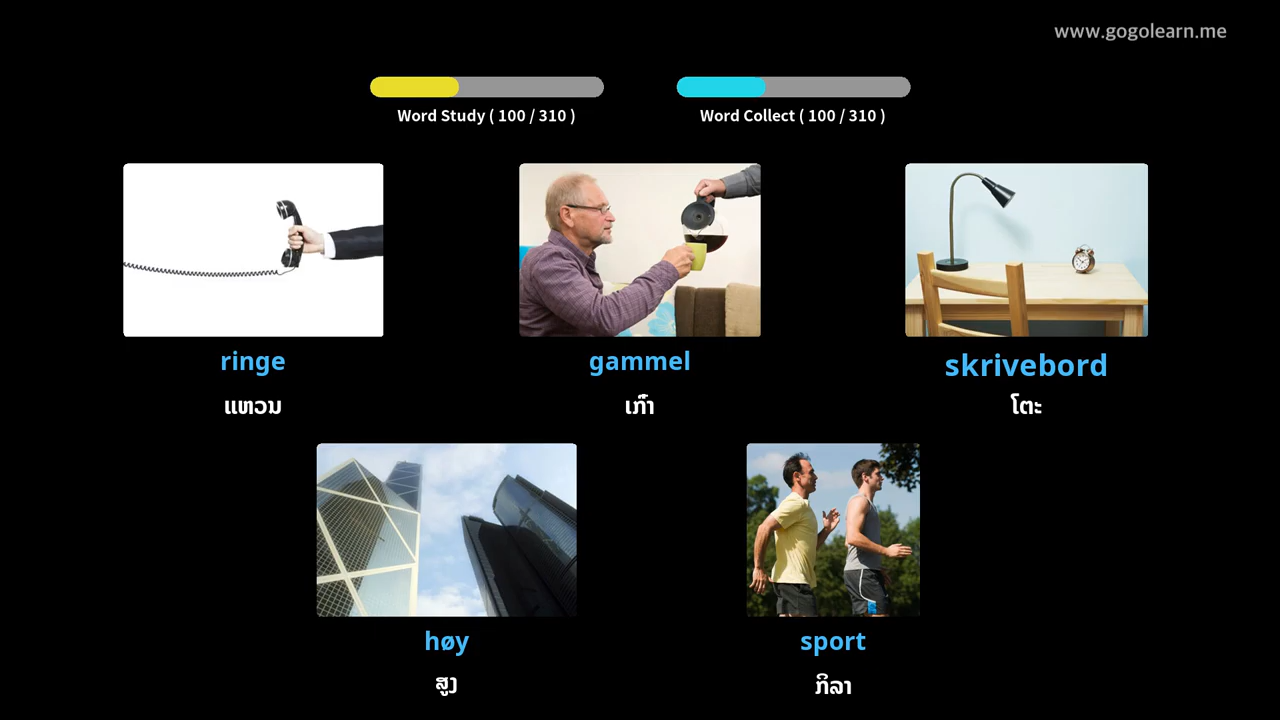 www.gogolearn.me
Word Study ( 100 / 310 )
Word Collect ( 100 / 310 )
ringe
gammel
skrivebord
ແຫວນ
ເກົ່າ
ໂຕະ
høy
sport
ສູງ
ກິລາ